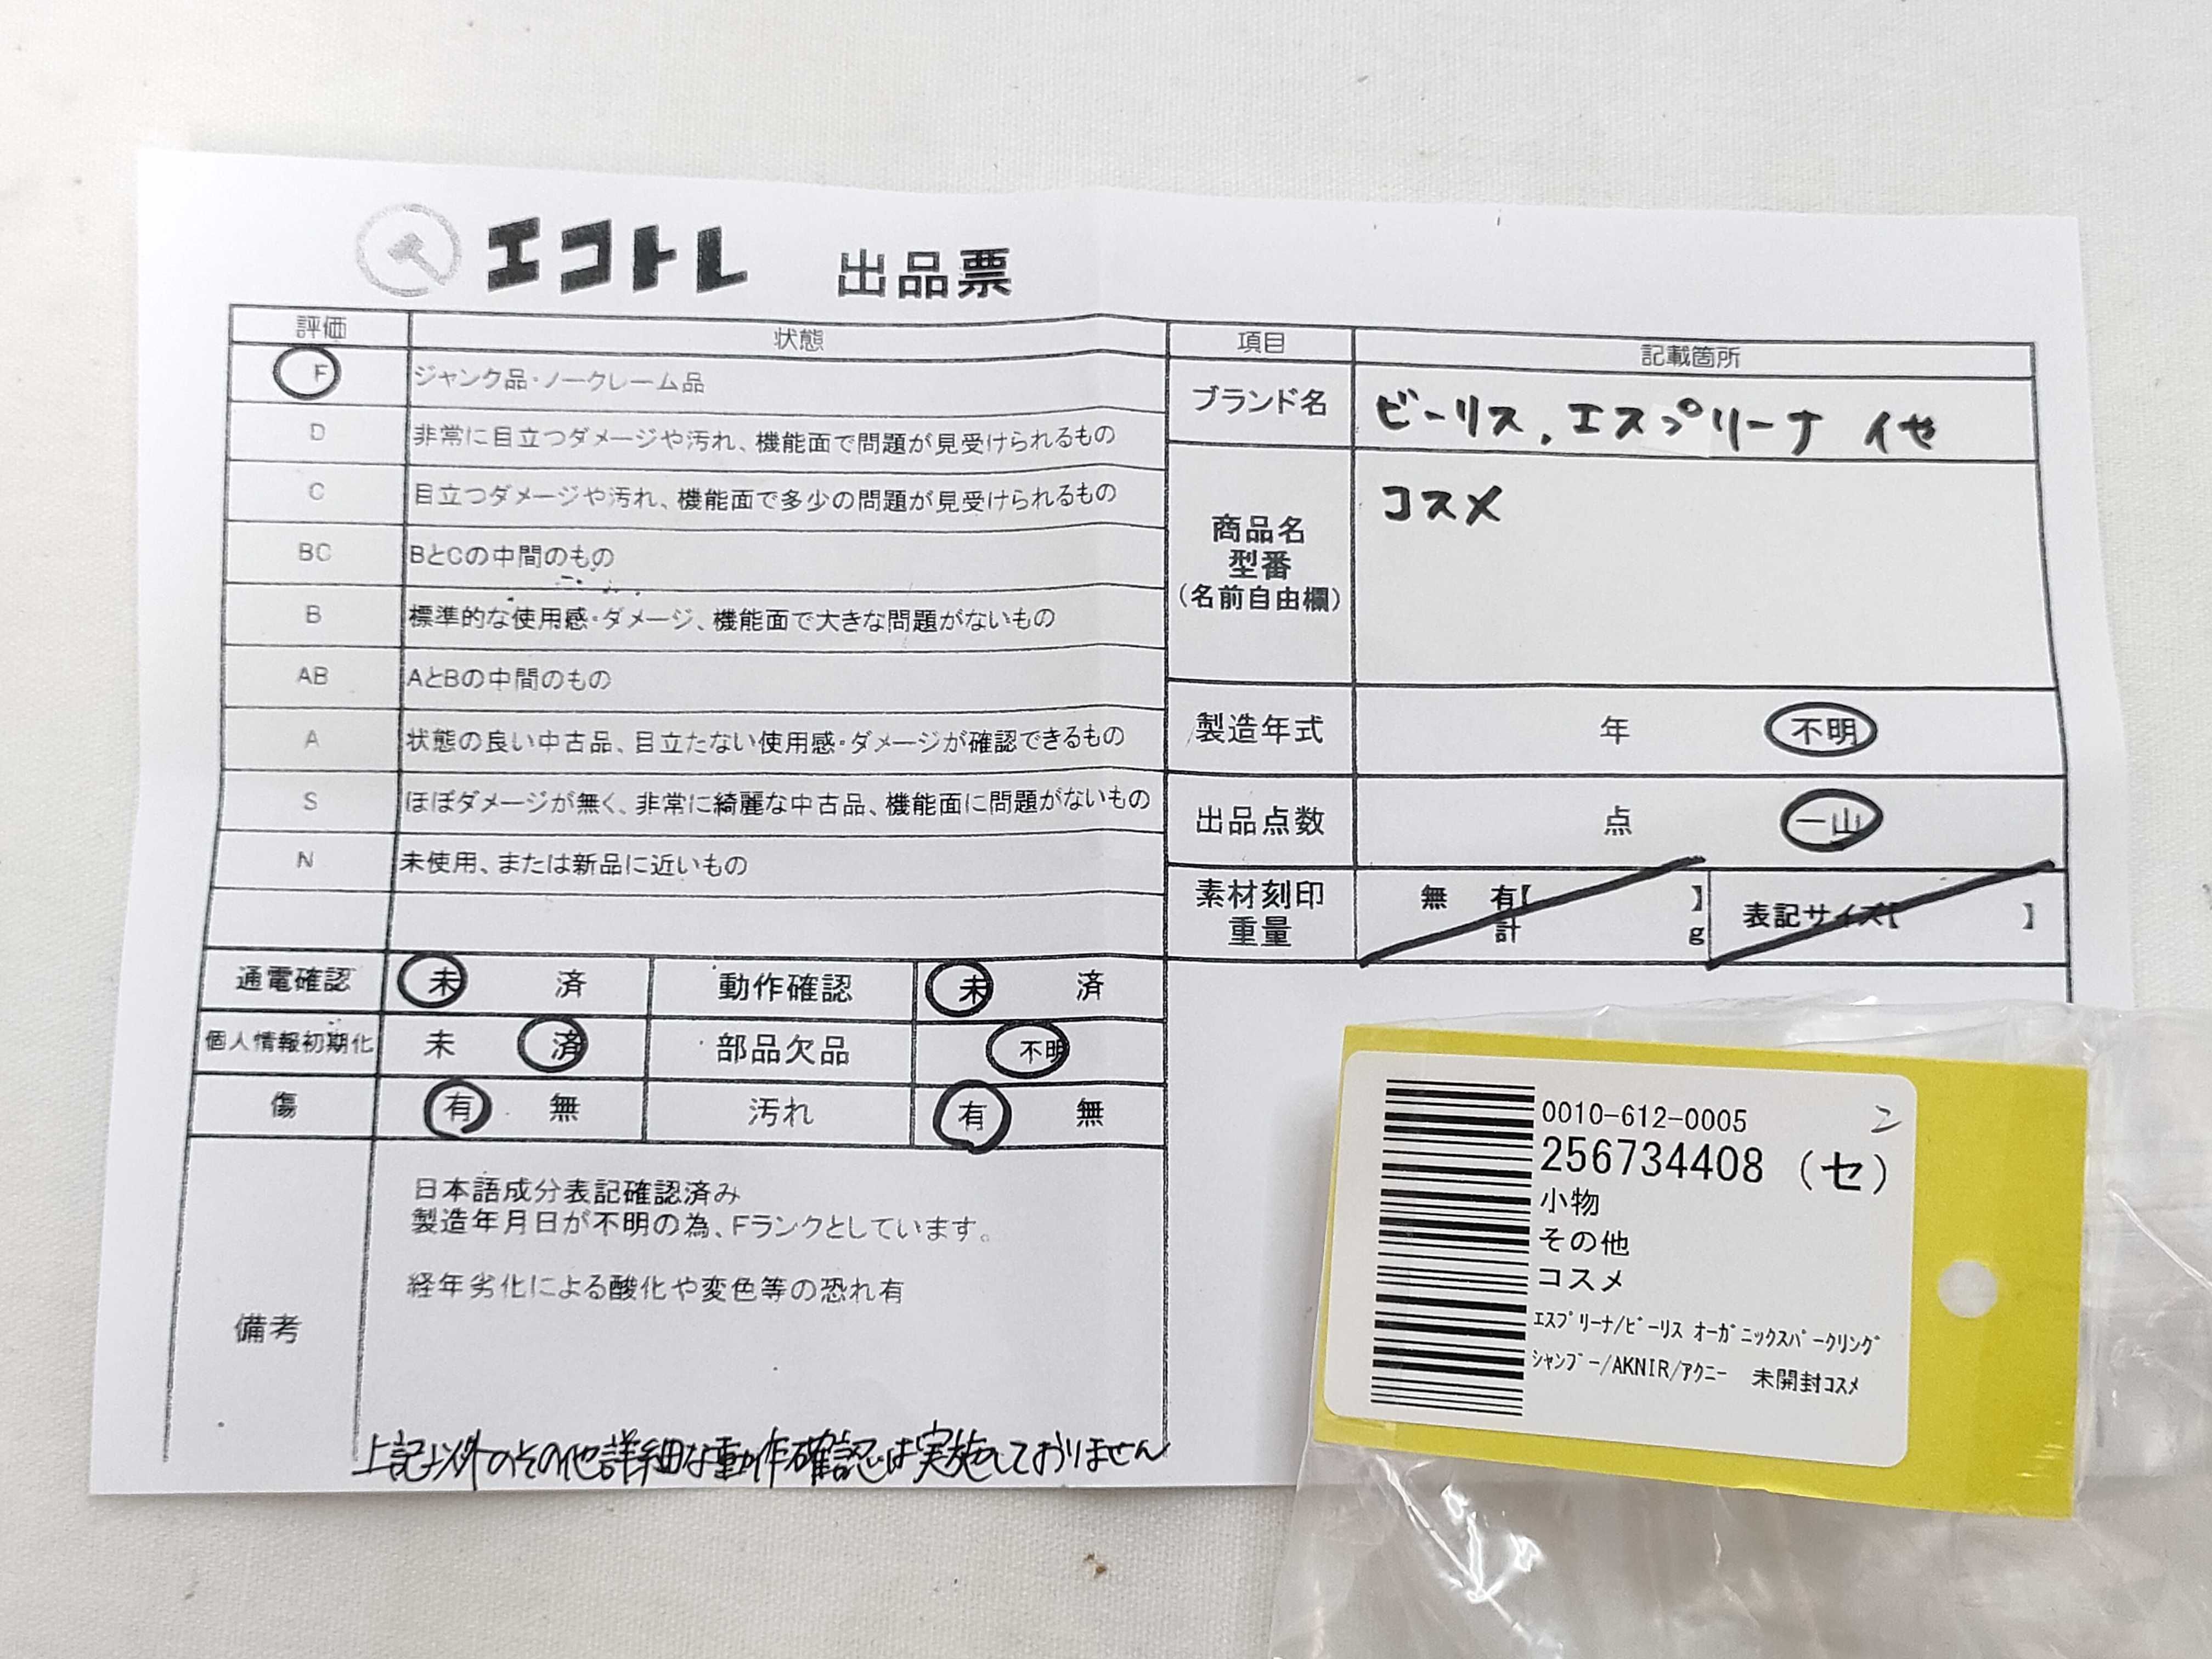 エコトレ 出品票
評価 状態
F ジャンク品・ノークレーム品
D 非常に目立つダメージや汚れ、機能面で問題が見受けられるもの
C 目立つダメージや汚れ、機能面で多少の問題が見受けられるもの
BC BとCの中間のもの
B 標準的な使用感・ダメージ、機能面で大きな問題がないもの
AB AとBの中間のもの
A 状態の良い中古品、目立たない使用感・ダメージが確認できるもの
S ほぼダメージが無く、非常に綺麗な中古品、機能面に問題がないもの
N 未使用、または新品に近いもの
通電確認 未 済 動作確認 未 済
個人情報初期化 未 済 部品欠品 不明
傷 有 無 汚れ 有 無
備考
日本語成分表記確認済み
製造年月日が不明の為、Fランクとしています。
経年劣化による酸化や変色等の恐れ有
上記以外のその他詳細な動作確認は実施しておりません
項目 記載箇所
ブランド名 ビーリス、エスプリーナ 他
商品名
型番
(名前自由欄)
コスメ
製造年式 年 不明
出品点数 点 一山
素材刻印
重量
無 有【 】
計 g
表記サイズ【 】
0010-612-0005
256734408 (セ)
小物
その他
コスメ
ｴｽﾌﾟﾘｰﾅ/ﾋﾞｰﾘｽ ｵｰｶﾞﾆｯｸｽﾊﾟｰｸﾘﾝｸﾞ
ｼｬﾝﾌﾟｰ/AKNIR/ｱｸﾆｰ 未開封ｺｽﾒ